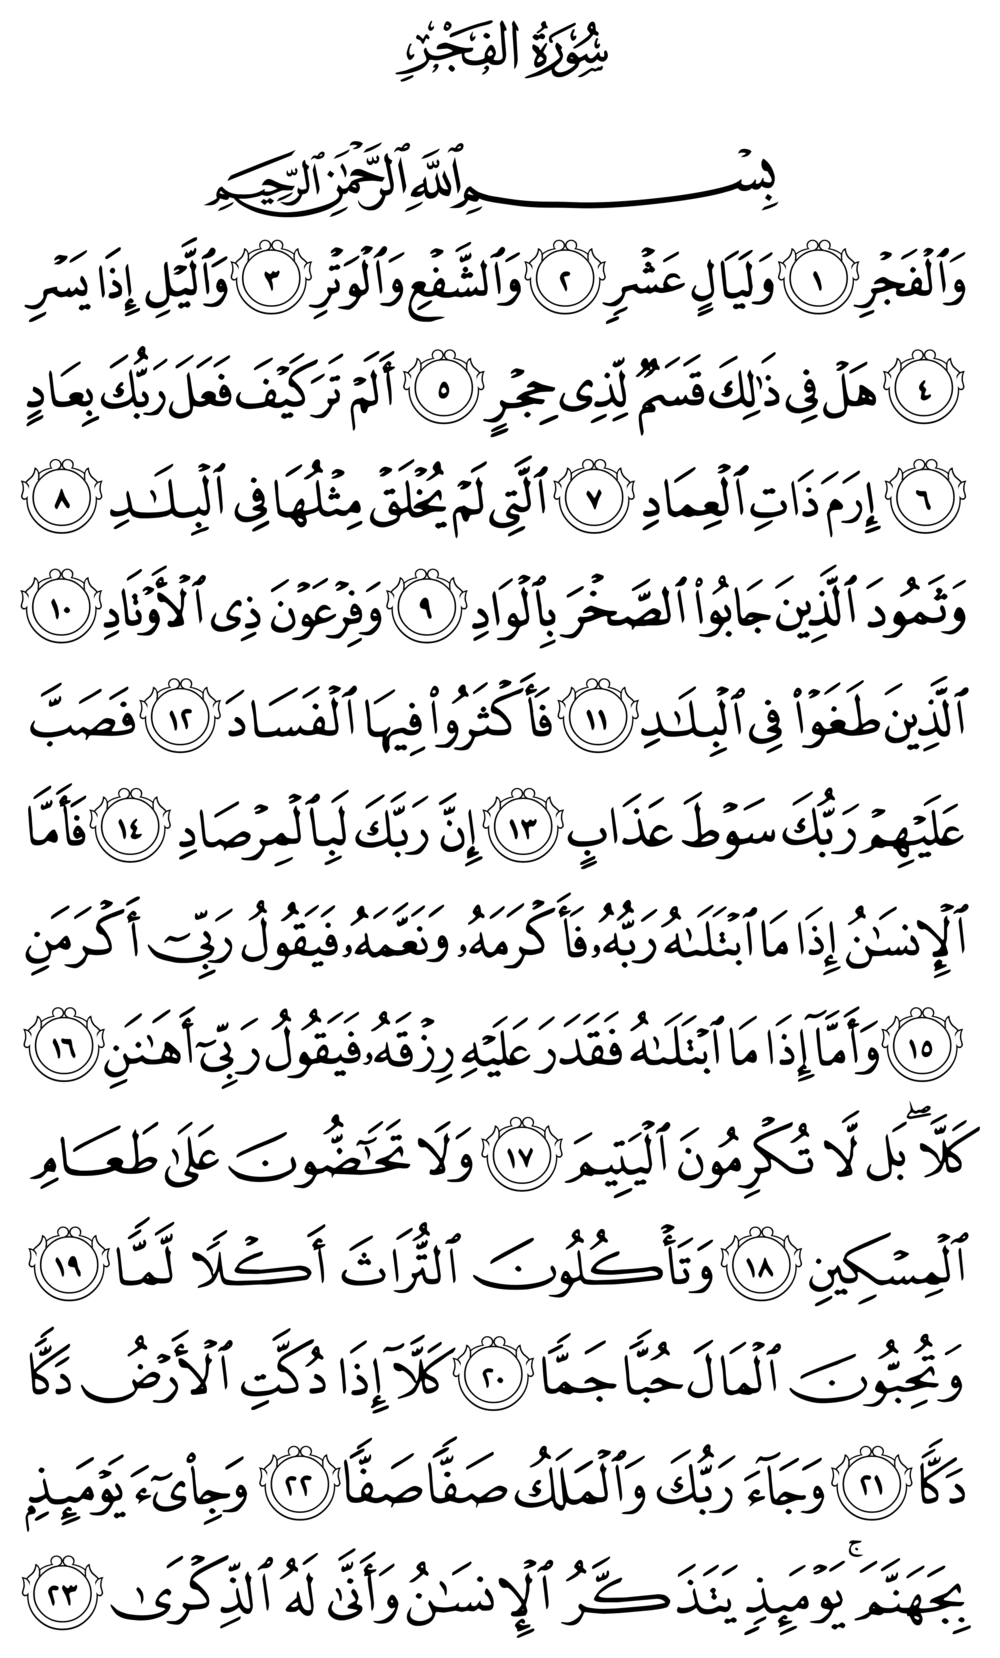 سُورَةُ الفَجْرِ
بِسْمِ ٱللَّهِ ٱلرَّحْمَٰنِ ٱلرَّحِيمِ
وَٱلْفَجْرِ ١ وَلَيَالٍ عَشْرٍ ٢ وَٱلشَّفْعِ وَٱلْوَتْرِ ٣ وَٱلَّيْلِ إِذَا يَسْرِ
٤ هَلْ فِى ذَٰلِكَ قَسَمٌ لِّذِى حِجْرٍ ٥ أَلَمْ تَرَ كَيْفَ فَعَلَ رَبُّكَ بِعَادٍ
٦ إِرَمَ ذَاتِ ٱلْعِمَادِ ٧ ٱلَّتِى لَمْ يُخْلَقْ مِثْلُهَا فِى ٱلْبِلَٰدِ ٨
وَثَمُودَ ٱلَّذِينَ جَابُوا۟ ٱلصَّخْرَ بِٱلْوَادِ ٩ وَفِرْعَوْنَ ذِى ٱلْأَوْتَادِ ١٠
ٱلَّذِينَ طَغَوْا۟ فِى ٱلْبِلَٰدِ ١١ فَأَكْثَرُوا۟ فِيهَا ٱلْفَسَادَ ١٢ فَصَبَّ
عَلَيْهِمْ رَبُّكَ سَوْطَ عَذَابٍ ١٣ إِنَّ رَبَّكَ لَبِٱلْمِرْصَادِ ١٤ فَأَمَّا
ٱلْإِنسَٰنُ إِذَا مَا ٱبْتَلَىٰهُ رَبُّهُۥ فَأَكْرَمَهُۥ وَنَعَّمَهُۥ فَيَقُولُ رَبِّىٓ أَكْرَمَنِ
١٥ وَأَمَّآ إِذَا مَا ٱبْتَلَىٰهُ فَقَدَرَ عَلَيْهِ رِزْقَهُۥ فَيَقُولُ رَبِّىٓ أَهَٰنَنِ ١٦
كَلَّا ۖ بَل لَّا تُكْرِمُونَ ٱلْيَتِيمَ ١٧ وَلَا تَحَٰٓضُّونَ عَلَىٰ طَعَامِ
ٱلْمِسْكِينِ ١٨ وَتَأْكُلُونَ ٱلتُّرَاثَ أَكْلًا لَّمًّا ١٩
وَتُحِبُّونَ ٱلْمَالَ حُبًّا جَمًّا ٢٠ كَلَّآ إِذَا دُكَّتِ ٱلْأَرْضُ دَكًّا
دَكًّا ٢١ وَجَآءَ رَبُّكَ وَٱلْمَلَكُ صَفًّا صَفًّا ٢٢ وَجِا۟ىٓءَ يَوْمَئِذٍۭ
بِجَهَنَّمَ ۚ يَوْمَئِذٍ يَتَذَكَّرُ ٱلْإِنسَٰنُ وَأَنَّىٰ لَهُ ٱلذِّكْرَىٰ ٢٣